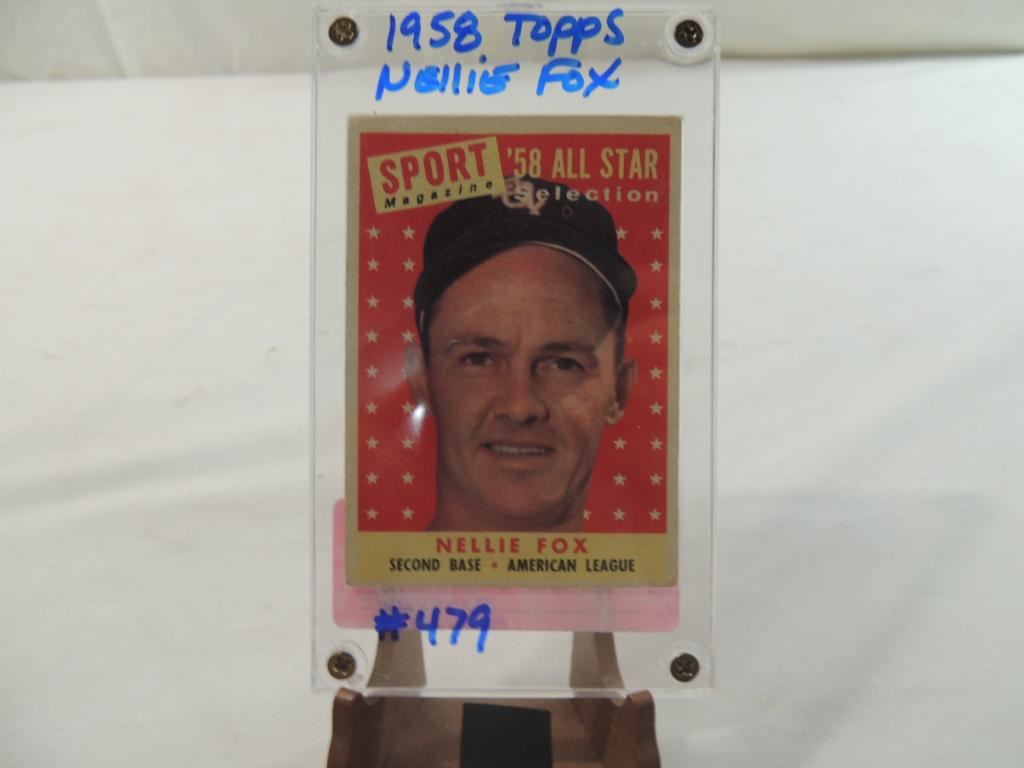 1958 TOPPS
NElliE FOX
SPORT '58 ALL STAR
Magazine Selection
NELLIE FOX
SECOND BASE • AMERICAN LEAGUE
#479